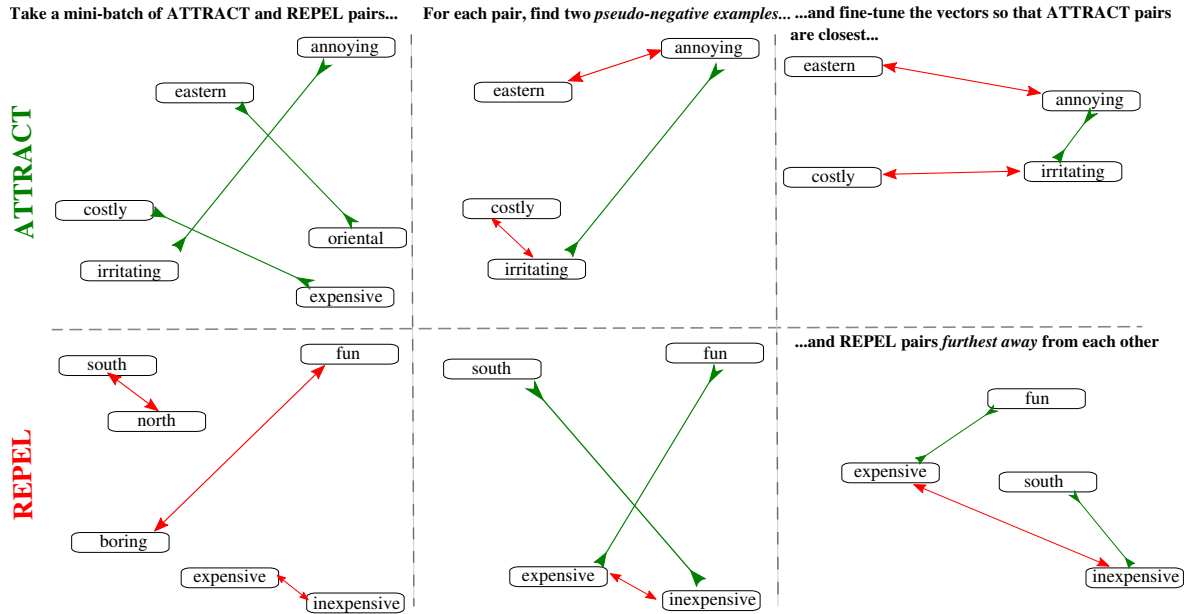 Take a mini-batch of ATTRACT and REPEL pairs...
For each pair, find two pseudo-negative examples...
...and fine-tune the vectors so that ATTRACT pairs
are closest...
ATTRACT
annoying
eastern
costly
oriental
irritating
expensive
annoying
eastern
costly
irritating
eastern
annoying
costly
irritating
...and REPEL pairs furthest away from each other
REPEL
fun
south
north
boring
expensive
inexpensive
fun
south
expensive
inexpensive
fun
expensive
south
inexpensive